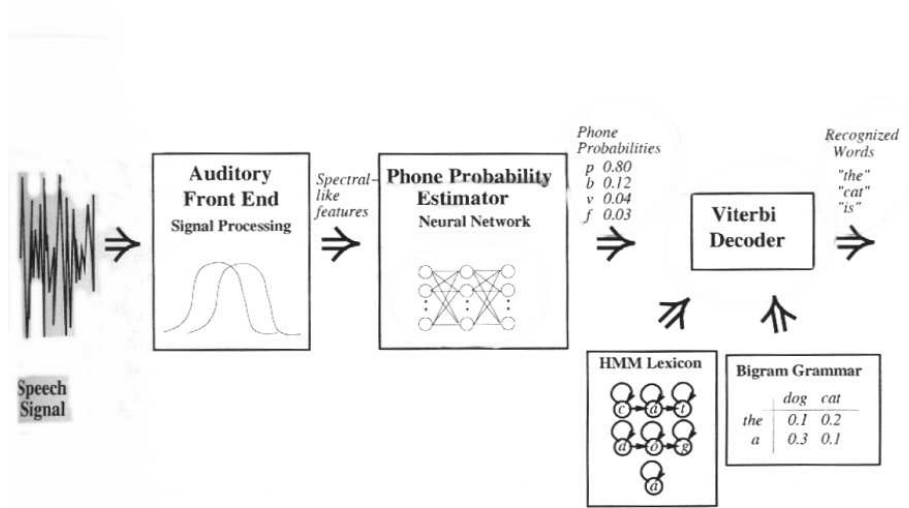 Speech
Signal
Auditory
Front End
Signal Processing
Spectral-
like
features
Phone Probability
Estimator
Neural Network
Phone
Probabilities
p 0.80
b 0.12
v 0.04
f 0.03
Viterbi
Decoder
Recognized
Words
"the"
"cat"
"is"
HMM Lexicon
c a t
d o g
a
Bigram Grammar
dog cat
the 0.1 0.2
a 0.3 0.1